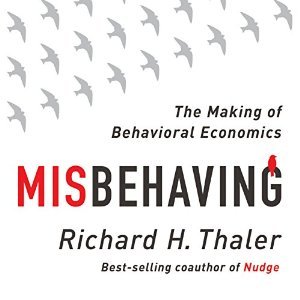 The Making of
Behavioral Economics
MISBEHAVING
Richard H. Thaler
Best-selling coauthor of Nudge